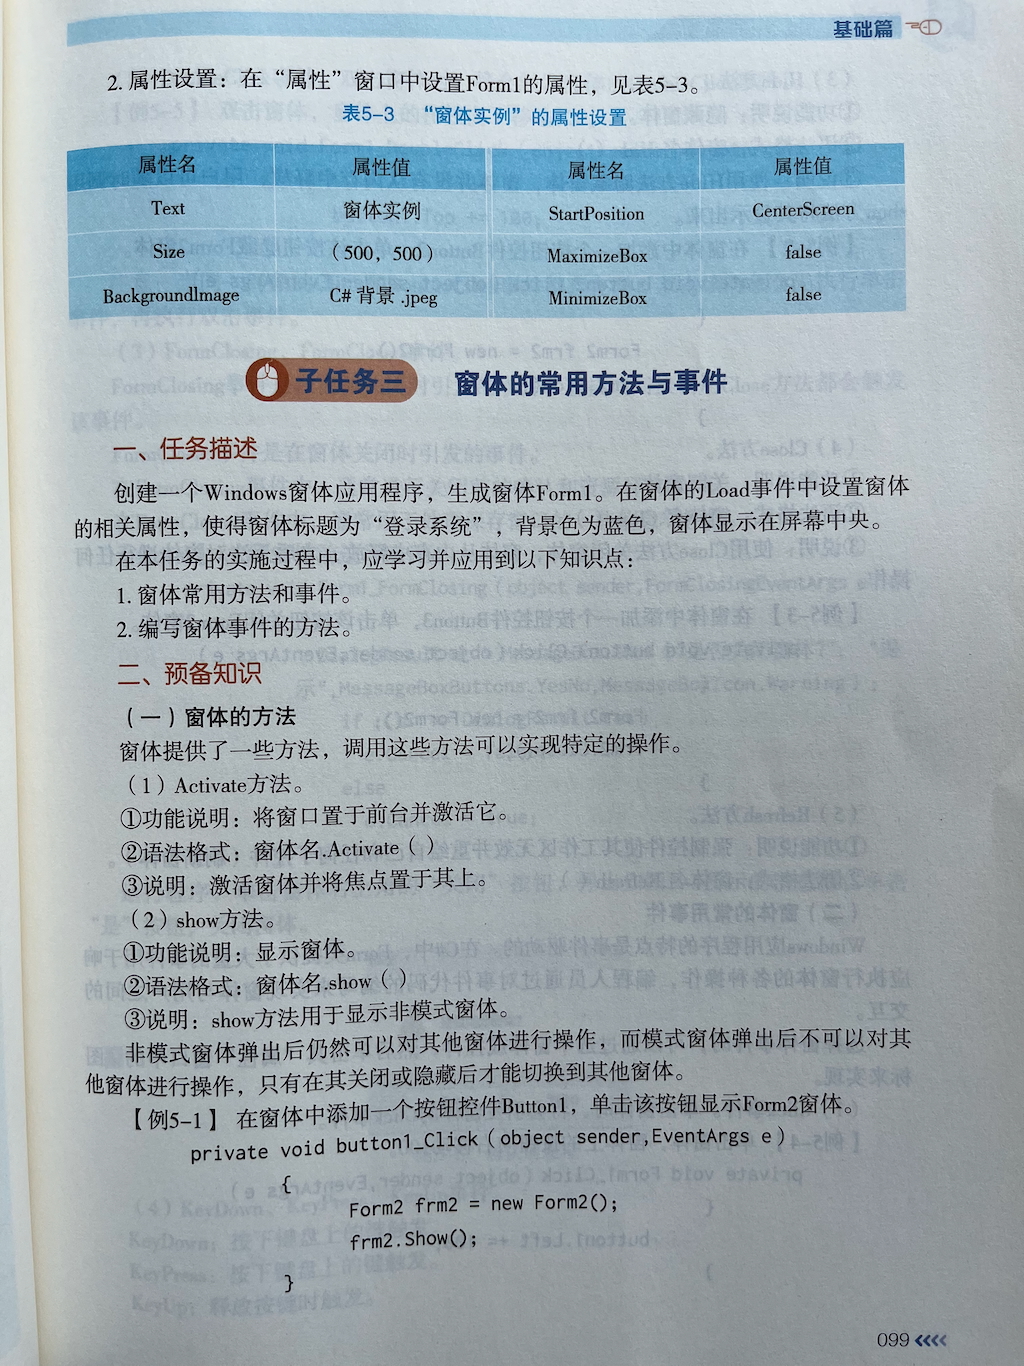 基础篇
2. 属性设置：在“属性”窗口中设置Form1的属性，见表5-3。
表5-3 “窗体实例”的属性设置
属性名 属性值 属性名 属性值
Text 窗体实例 StartPosition CenterScreen
Size （500，500） MaximizeBox false
BackgroundImage C# 背景 .jpeg MinimizeBox false
子任务三 窗体的常用方法与事件
一、任务描述
创建一个Windows窗体应用程序，生成窗体Form1。在窗体的Load事件中设置窗体
的相关属性，使得窗体标题为“登录系统”，背景色为蓝色，窗体显示在屏幕中央。
在本任务的实施过程中，应学习并应用到以下知识点：
1. 窗体常用方法和事件。
2. 编写窗体事件的方法。
二、预备知识
（一）窗体的方法
窗体提供了一些方法，调用这些方法可以实现特定的操作。
（1）Activate方法。
①功能说明：将窗口置于前台并激活它。
②语法格式：窗体名.Activate（）
③说明：激活窗体并将焦点置于其上。
（2）show方法。
①功能说明：显示窗体。
②语法格式：窗体名.show（）
③说明：show方法用于显示非模式窗体。
非模式窗体弹出后仍然可以对其他窗体进行操作，而模式窗体弹出后不可以对其
他窗体进行操作，只有在其关闭或隐藏后才能切换到其他窗体。
【例5-1】 在窗体中添加一个按钮控件Button1，单击该按钮显示Form2窗体。
private void button1_Click（object sender,EventArgs e）
{
Form2 frm2 = new Form2();
frm2.Show();
}
099